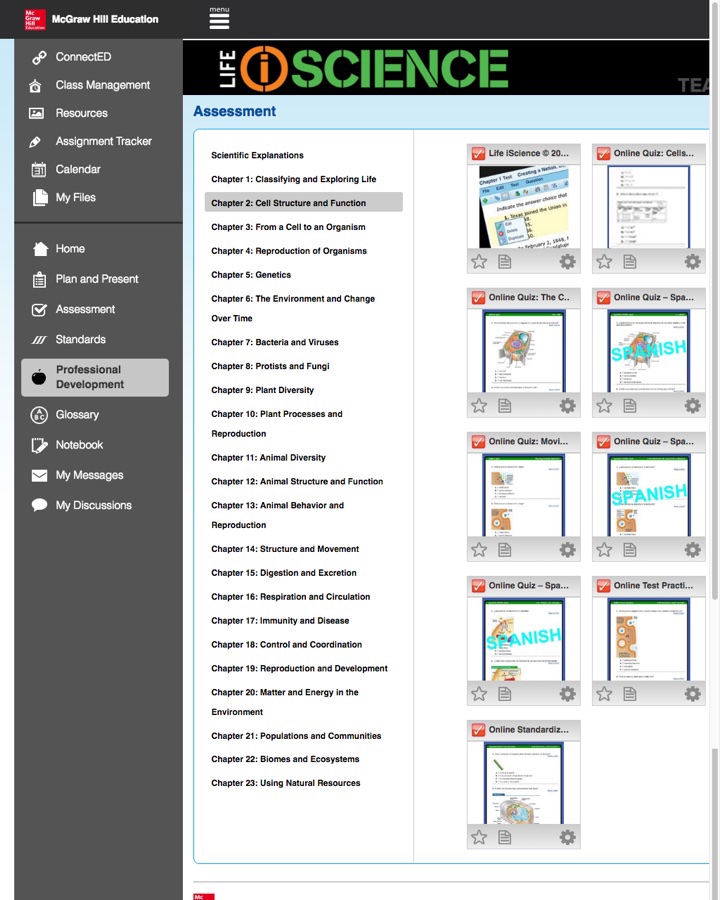 Mc
Graw
Hill
Education
McGraw Hill Education
menu
ConnectED
Class Management
Resources
Assignment Tracker
Calendar
My Files
Home
Plan and Present
Assessment
Standards
Professional
Development
Glossary
Notebook
My Messages
My Discussions
LIFE iSCIENCE
TEA
Assessment
Scientific Explanations
Chapter 1: Classifying and Exploring Life
Chapter 2: Cell Structure and Function
Chapter 3: From a Cell to an Organism
Chapter 4: Reproduction of Organisms
Chapter 5: Genetics
Chapter 6: The Environment and Change
Over Time
Chapter 7: Bacteria and Viruses
Chapter 8: Protists and Fungi
Chapter 9: Plant Diversity
Chapter 10: Plant Processes and
Reproduction
Chapter 11: Animal Diversity
Chapter 12: Animal Structure and Function
Chapter 13: Animal Behavior and
Reproduction
Chapter 14: Structure and Movement
Chapter 15: Digestion and Excretion
Chapter 16: Respiration and Circulation
Chapter 17: Immunity and Disease
Chapter 18: Control and Coordination
Chapter 19: Reproduction and Development
Chapter 20: Matter and Energy in the
Environment
Chapter 21: Populations and Communities
Chapter 22: Biomes and Ecosystems
Chapter 23: Using Natural Resources
Life iScience © 20...
Chapter 1 Test Creating a Nation,
File Edit Test Question
Indicate the answer choice that
1. Texas joined the Union in
Edit
Delete
Duplicate
Online Quiz: Cells...
Online Quiz: The C..
Online Quiz – Spa...
SPANISH
Online Quiz: Movi...
Online Quiz – Spa...
SPANISH
Online Quiz – Spa...
SPANISH
Online Test Practi...
Online Standardiz...
Mc